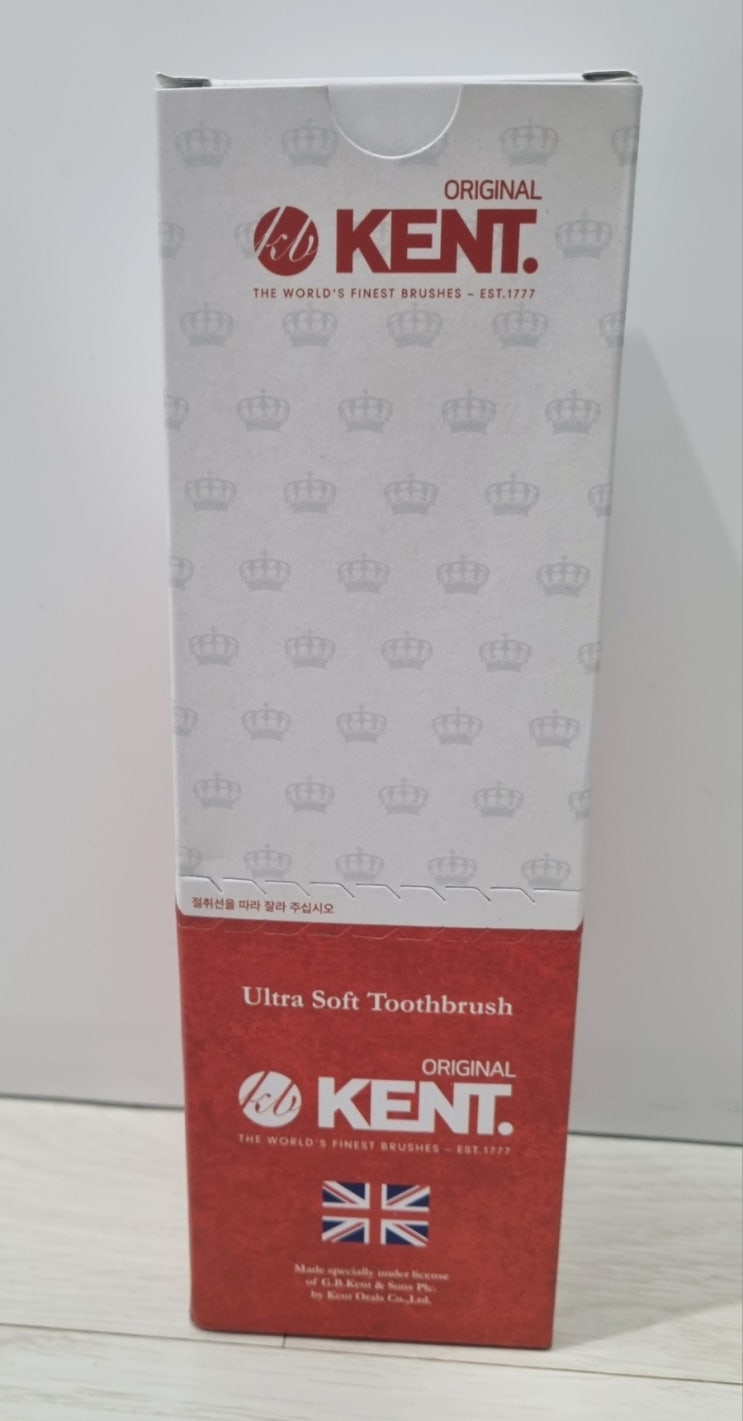 ORIGINAL
kb KENT.
THE WORLD'S FINEST BRUSHES – EST.1777
절취선을 따라 잘라 주십시오
Ultra Soft Toothbrush
ORIGINAL
kb KENT.
THE WORLD'S FINEST BRUSHES – EST.1777
Made specially under license
of G.B.Kent & Sons Plc.
by Kent Orals Co.,Ltd.